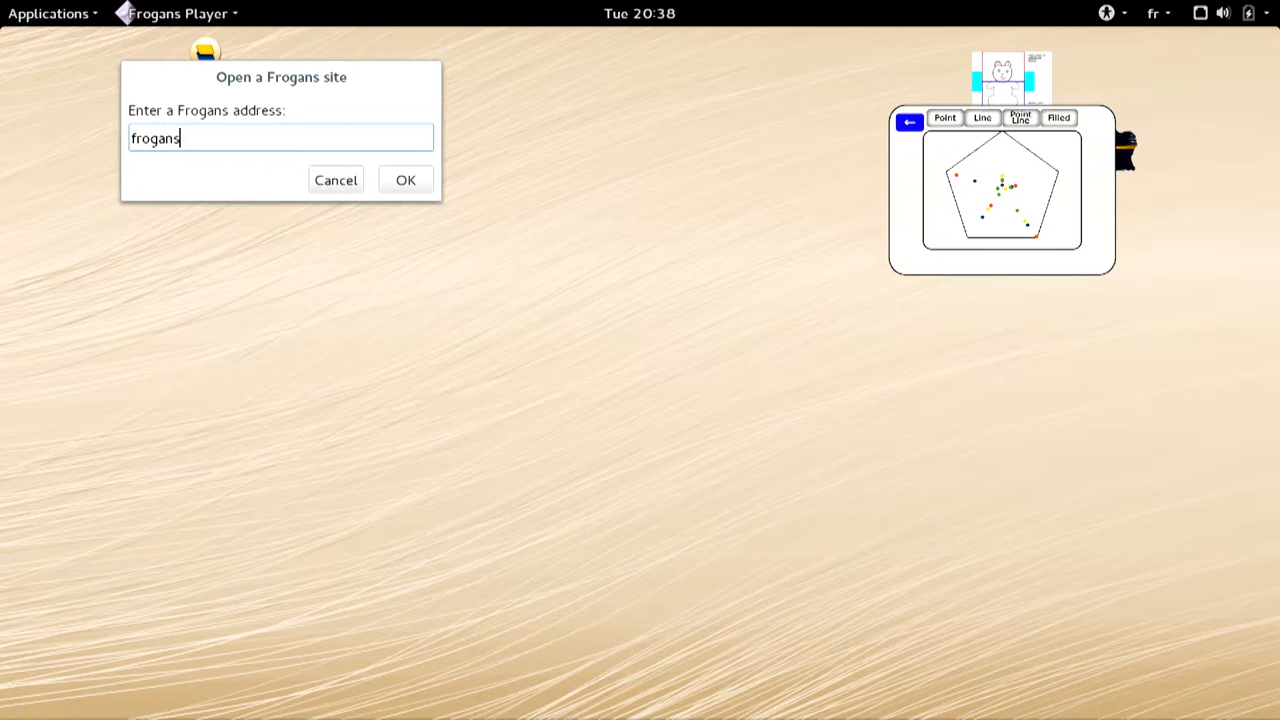 Applications
Frogans Player
Tue 20:38
fr
Open a Frogans site
Enter a Frogans address:
frogans
Cancel
OK
Point
Line
Point
Line
Filled